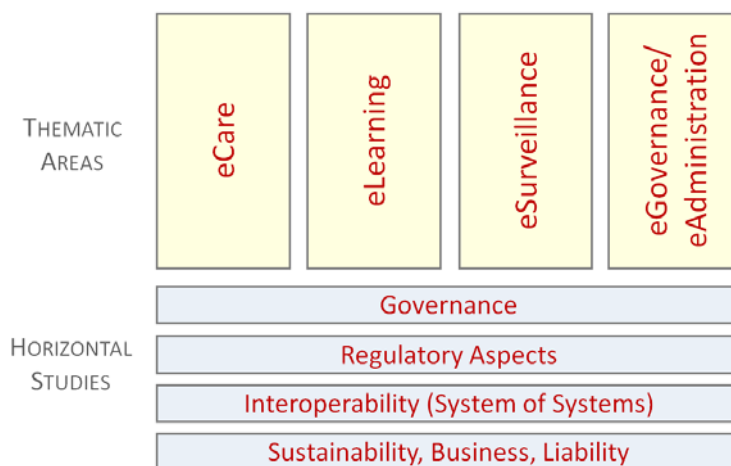 THEMATIC
AREAS
eCare
eLearning
eSurveillance
eGovernance/
eAdministration
HORIZONTAL
STUDIES
Governance
Regulatory Aspects
Interoperability (System of Systems)
Sustainability, Business, Liability